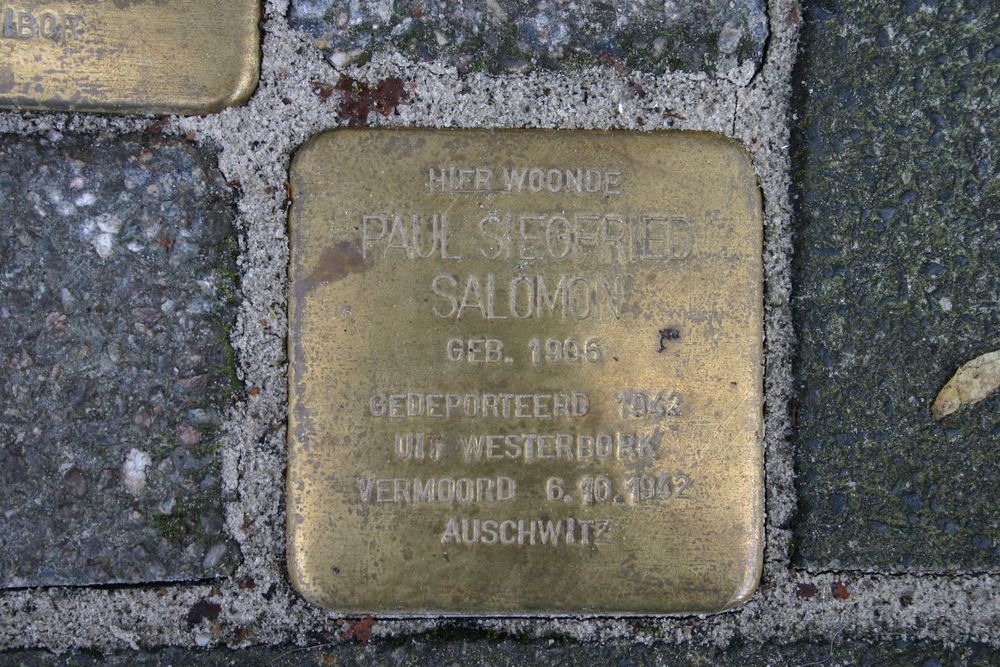 HIER WOONDE
PAUL SIEGFRIED
SALOMON
GEB. 1906
GEDEPORTEERD 1942
UIT WESTERBORK
VERMOORD 6.10.1942
AUSCHWITZ